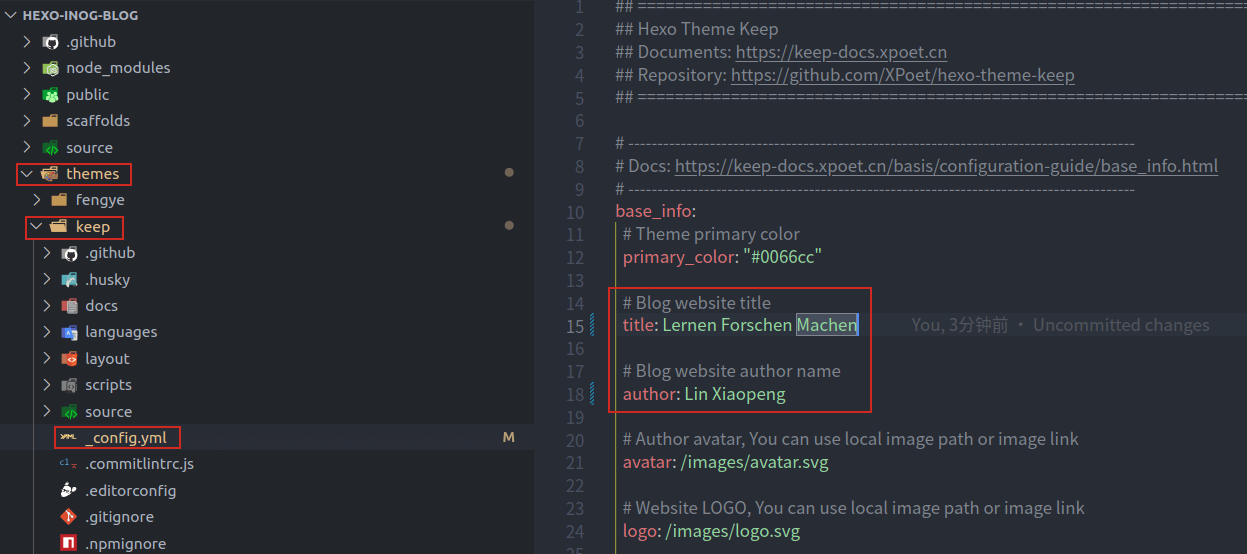 HEXO-INOG-BLOG
.github
node_modules
public
scaffolds
source
themes
fengye
keep
.github
.husky
docs
languages
layout
scripts
source
_config.yml M
.commitlintrc.js
.editorconfig
.gitignore
.npmignore
1 ## =====================================================================
2 ## Hexo Theme Keep
3 ## Documents: https://keep-docs.xpoet.cn
4 ## Repository: https://github.com/XPoet/hexo-theme-keep
5 ## =====================================================================
6
7 # ---------------------------------------------------------------------------------------
8 # Docs: https://keep-docs.xpoet.cn/basis/configuration-guide/base_info.html
9 # ---------------------------------------------------------------------------------------
10 base_info:
11 # Theme primary color
12 primary_color: "#0066cc"
13
14 # Blog website title
15 title: Lernen Forschen Machen You, 3分钟前 • Uncommitted changes
16
17 # Blog website author name
18 author: Lin Xiaopeng
19
20 # Author avatar, You can use local image path or image link
21 avatar: /images/avatar.svg
22
23 # Website LOGO, You can use local image path or image link
24 logo: /images/logo.svg